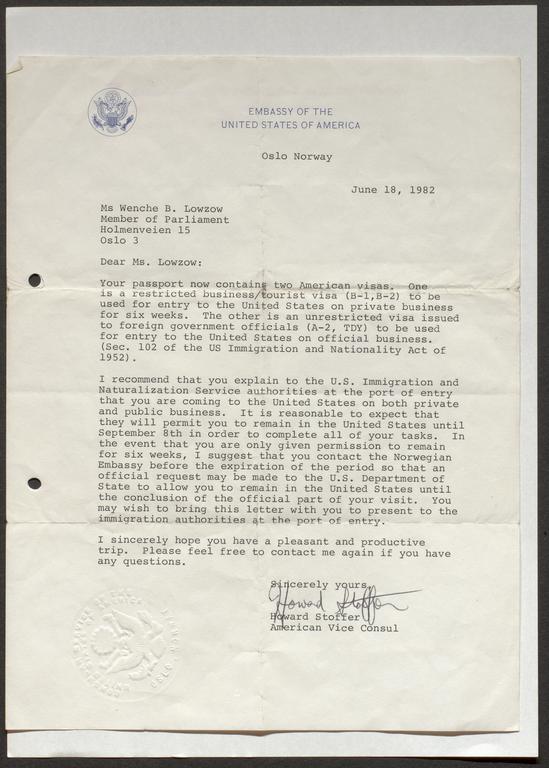 EMBASSY OF THE
UNITED STATES OF AMERICA
Oslo Norway
June 18, 1982
Ms Wenche B. Lowzow
Member of Parliament
Holmenveien 15
Oslo 3
Dear Ms. Lowzow:
Your passport now contains two American visas. One
is a restricted business/tourist visa (B-1,B-2) to be
used for entry to the United States on private business
for six weeks. The other is an unrestricted visa issued
to foreign government officials (A-2, TDY) to be used
for entry to the United States on official business.
(Sec. 102 of the US Immigration and Nationality Act of
1952).
I recommend that you explain to the U.S. Immigration and
Naturalization Service authorities at the port of entry
that you are coming to the United States on both private
and public business. It is reasonable to expect that
they will permit you to remain in the United States until
September 8th in order to complete all of your tasks. In
the event that you are only given permission to remain
for six weeks, I suggest that you contact the Norwegian
Embassy before the expiration of the period so that an
official request may be made to the U.S. Department of
State to allow you to remain in the United States until
the conclusion of the official part of your visit. You
may wish to bring this letter with you to present to the
immigration authorities at the port of entry.
I sincerely hope you have a pleasant and productive
trip. Please feel free to contact me again if you have
any questions.
Sincerely yours,
Howard Stoffer
Howard Stoffer
American Vice Consul